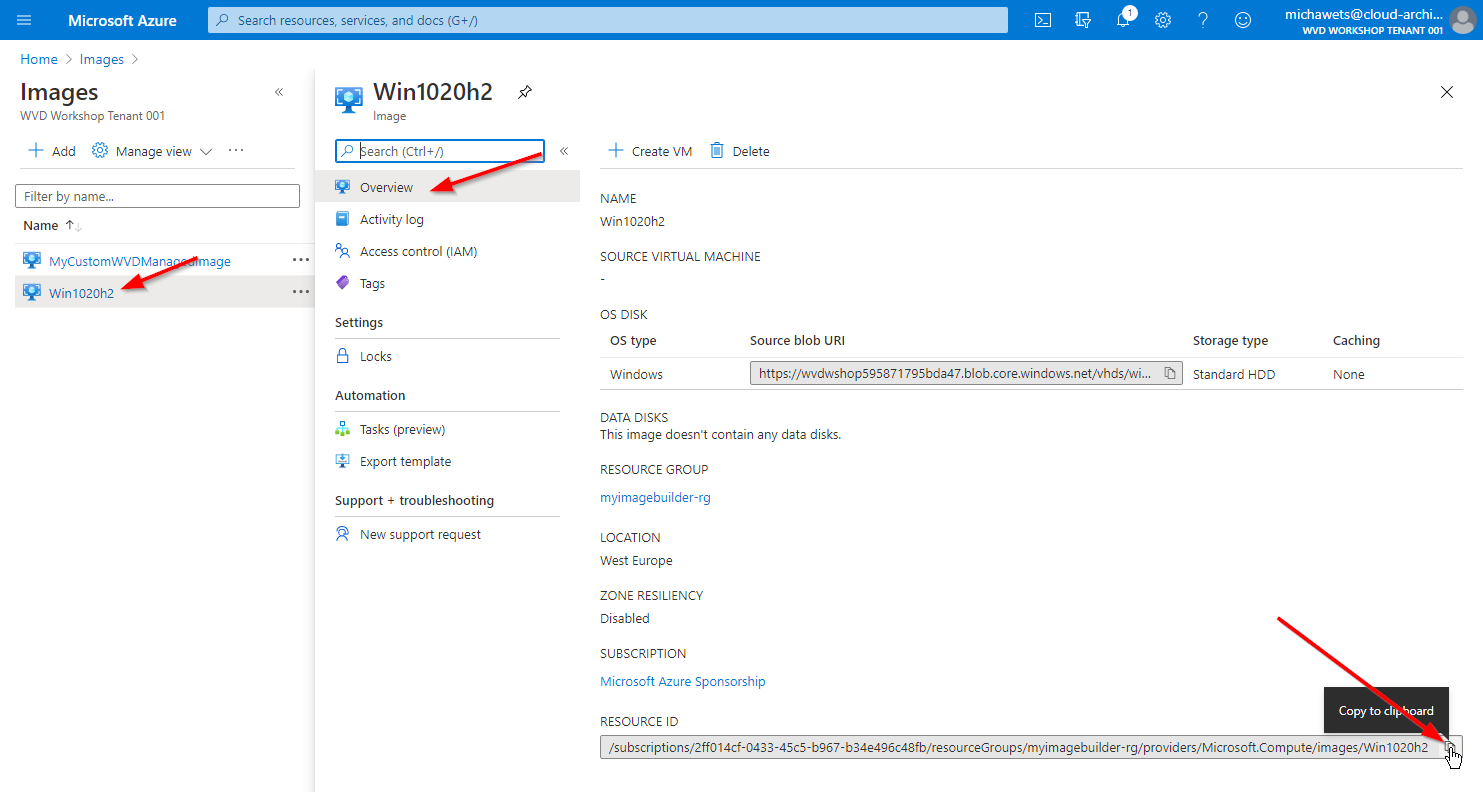 Microsoft Azure
Search resources, services, and docs (G+/)
1
michawets@cloud-archi...
WVD WORKSHOP TENANT 001
Home > Images >
Images
WVD Workshop Tenant 001
Add
Manage view
Filter by name...
Name
MyCustomWVDManagedImage
Win1020h2
Win1020h2
Image
Search (Ctrl+/)
Overview
Activity log
Access control (IAM)
Tags
Settings
Locks
Automation
Tasks (preview)
Export template
Support + troubleshooting
New support request
Create VM
Delete
NAME
Win1020h2
SOURCE VIRTUAL MACHINE
-
OS DISK
OS type Source blob URI Storage type Caching
Windows https://wvdwshop595871795bda47.blob.core.windows.net/vhds/wi... Standard HDD None
DATA DISKS
This image doesn't contain any data disks.
RESOURCE GROUP
myimagebuilder-rg
LOCATION
West Europe
ZONE RESILIENCY
Disabled
SUBSCRIPTION
Microsoft Azure Sponsorship
RESOURCE ID
Copy to clipboard
/subscriptions/2ff014cf-0433-45c5-b967-b34e496c48fb/resourceGroups/myimagebuilder-rg/providers/Microsoft.Compute/images/Win1020h2